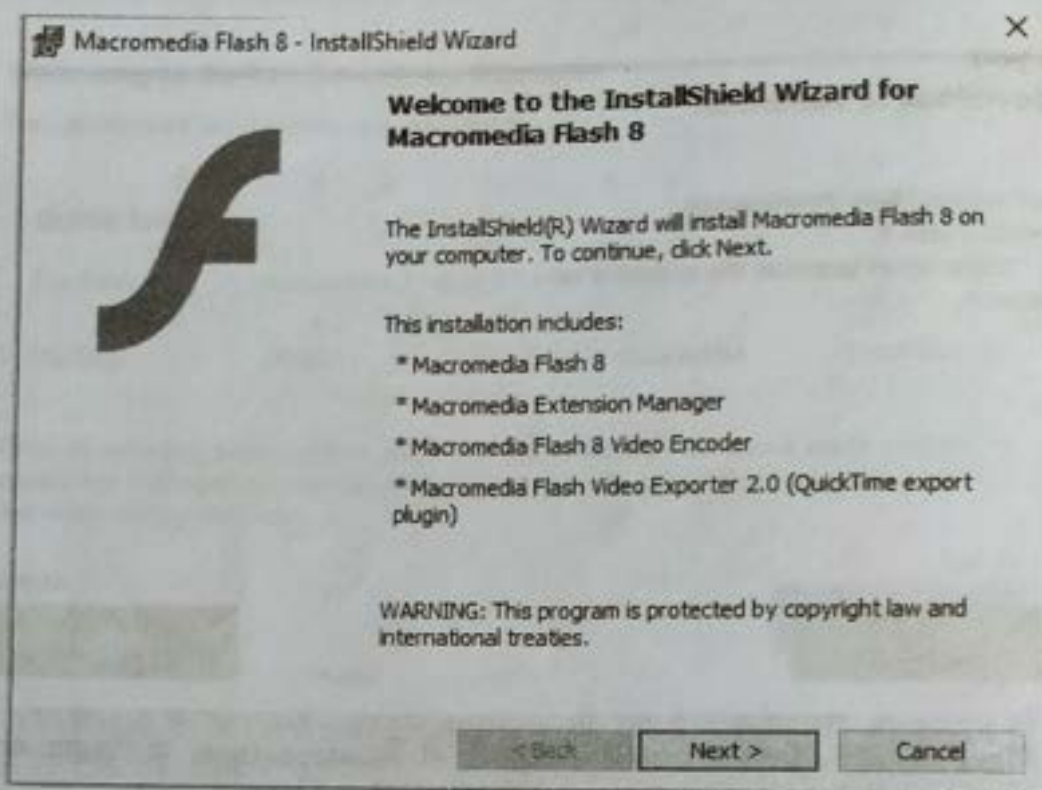 Macromedia Flash 8 - InstallShield Wizard
Welcome to the InstallShield Wizard for
Macromedia Flash 8
The InstallShield(R) Wizard will install Macromedia Flash 8 on
your computer. To continue, click Next.
This installation includes:
* Macromedia Flash 8
* Macromedia Extension Manager
* Macromedia Flash 8 Video Encoder
* Macromedia Flash Video Exporter 2.0 (QuickTime export
plugin)
WARNING: This program is protected by copyright law and
international treaties.
< Back Next > Cancel